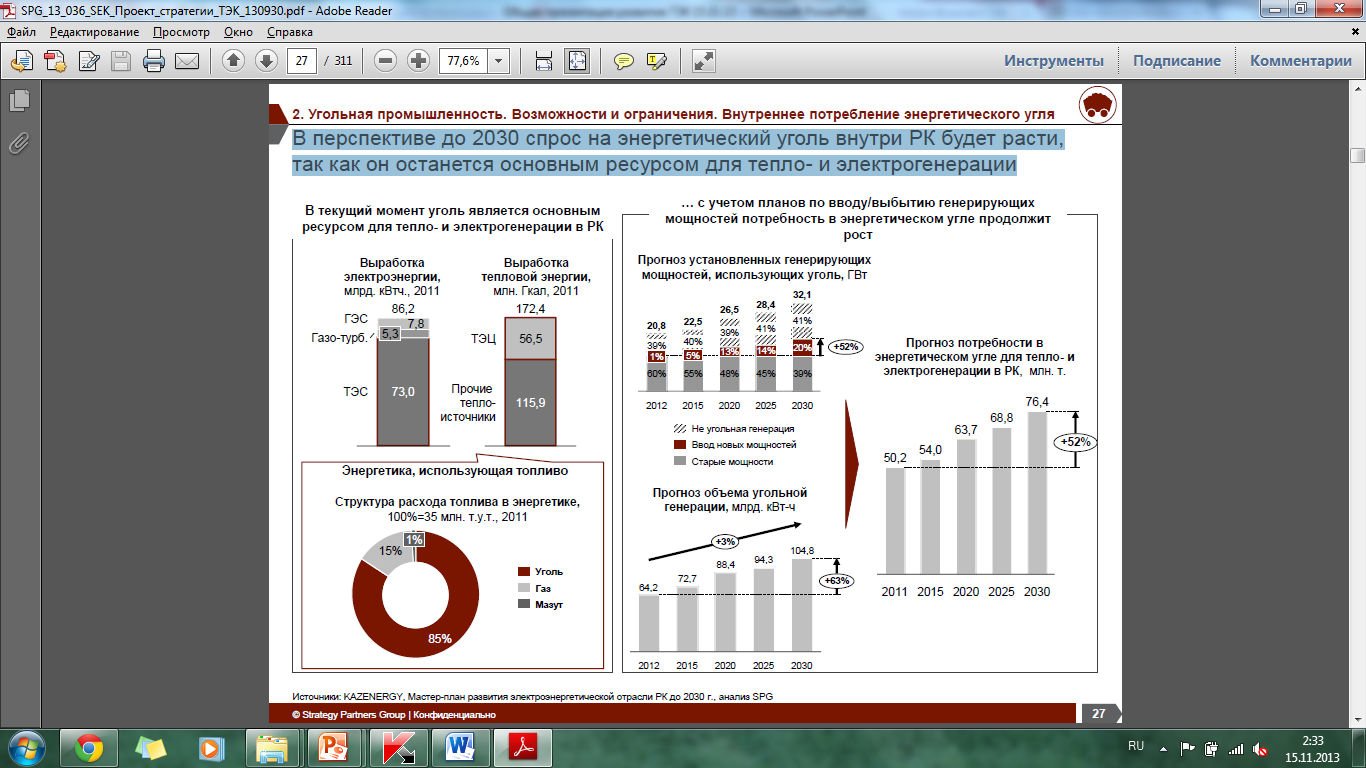 SPG_13_036_SEK_Проект_стратегии_ТЭК_130930.pdf - Adobe Reader
Файл Редактирование Просмотр Окно Справка
27 / 311
77,6%
Инструменты Подписание Комментарии
2. Угольная промышленность. Возможности и ограничения. Внутреннее потребление энергетического угля
В перспективе до 2030 спрос на энергетический уголь внутри РК будет расти,
так как он останется основным ресурсом для тепло- и электрогенерации
В текущий момент уголь является основным
ресурсом для тепло- и электрогенерации в РК
Выработка
электроэнергии,
млрд. кВтч., 2011
86,2
ГЭС
7,8
Газо-турб.
5,3
ТЭС
73,0
Выработка
тепловой энергии,
млн. Гкал, 2011
172,4
ТЭЦ
56,5
Прочие
тепло-
источники
115,9
Энергетика, использующая топливо
Структура расхода топлива в энергетике,
100%=35 млн. т.у.т., 2011
1%
15%
85%
Уголь
Газ
Мазут
... с учетом планов по вводу/выбытию генерирующих
мощностей потребность в энергетическом угле продолжит
рост
Прогноз установленных генерирующих
мощностей, использующих уголь, ГВт
20,8 22,5 26,5 28,4 32,1
39% 40% 39% 41% 41%
1% 5% 13% 14% 20%
60% 55% 48% 45% 39%
+52%
2012 2015 2020 2025 2030
Не угольная генерация
Ввод новых мощностей
Старые мощности
Прогноз объема угольной
генерации, млрд. кВт-ч
+3%
64,2 72,7 88,4 94,3 104,8
+63%
2012 2015 2020 2025 2030
Прогноз потребности в
энергетическом угле для тепло- и
электрогенерации в РК, млн. т.
50,2 54,0 63,7 68,8 76,4
+52%
2011 2015 2020 2025 2030
Источники: KAZENERGY, Мастер-план развития электроэнергетической отрасли РК до 2030 г., анализ SPG
© Strategy Partners Group | Конфиденциально
27
RU
2:33
15.11.2013